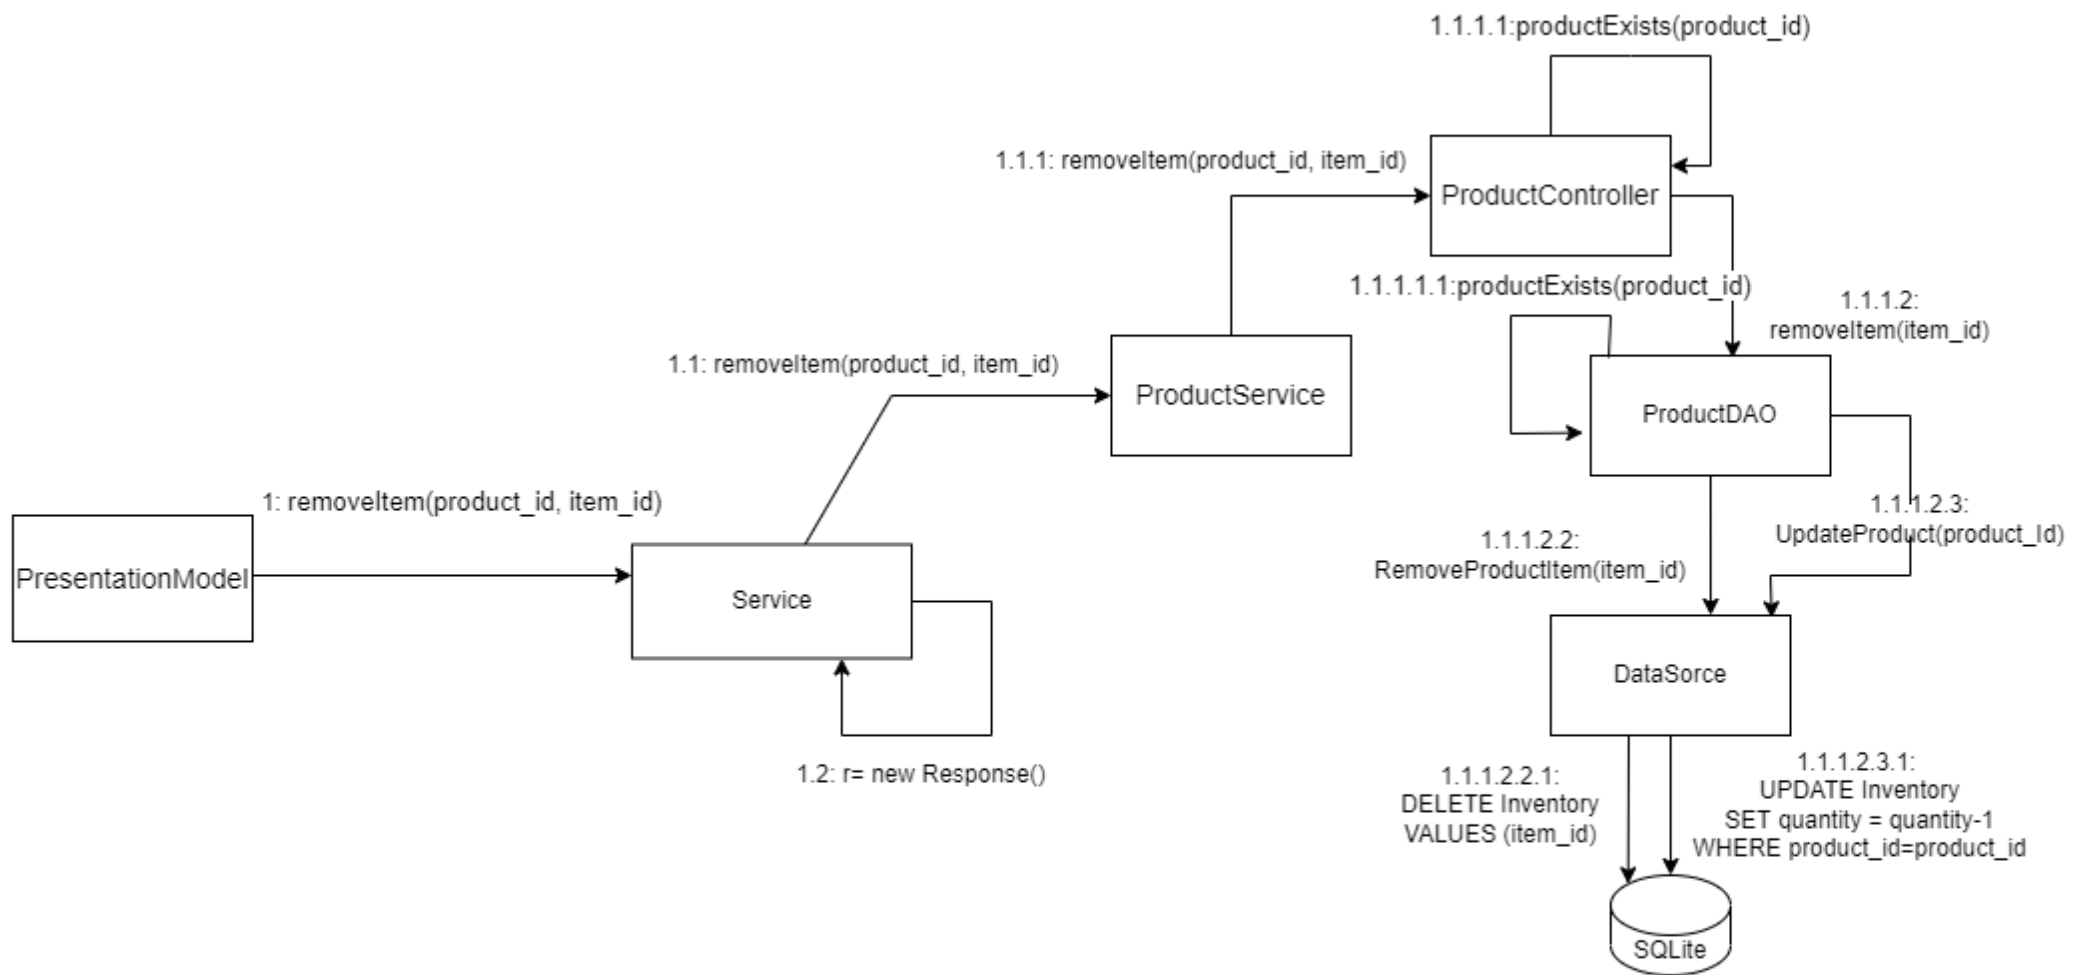 1.1.1.1:productExists(product_id)
1.1.1: removeItem(product_id, item_id)
ProductController
1.1.1.1.1:productExists(product_id)
1.1.1.2:
removeItem(item_id)
1.1: removeItem(product_id, item_id)
ProductService
ProductDAO
1: removeItem(product_id, item_id)
PresentationModel
Service
1.1.1.2.2:
RemoveProductItem(item_id)
1.1.1.2.3:
UpdateProduct(product_Id)
DataSorce
1.2: r= new Response()
1.1.1.2.2.1:
DELETE Inventory
VALUES (item_id)
1.1.1.2.3.1:
UPDATE Inventory
SET quantity = quantity-1
WHERE product_id=product_id
SQLite